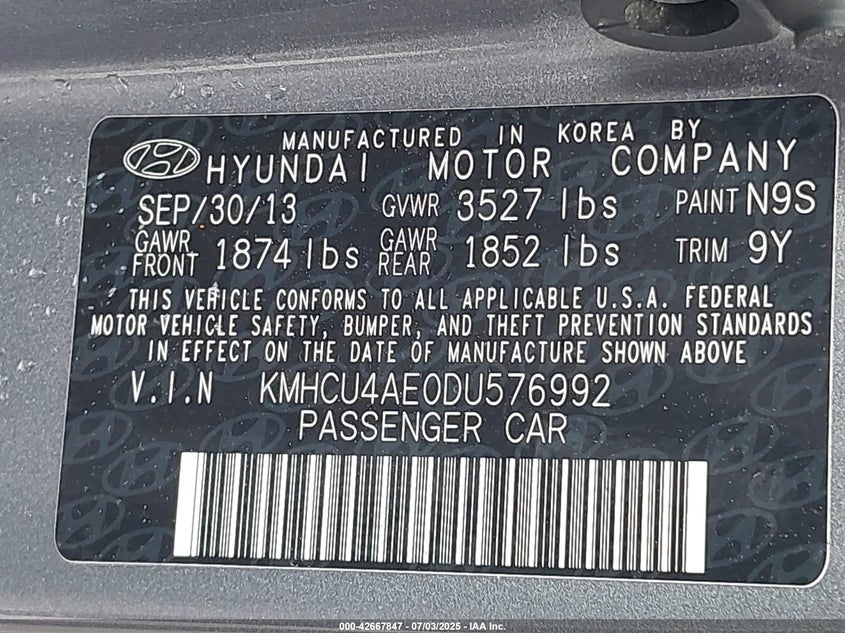 MANUFACTURED IN KOREA BY
HYUNDAI MOTOR COMPANY
SEP/30/13 GVWR 3527 lbs PAINT N9S
GAWR FRONT 1874 lbs GAWR REAR 1852 lbs TRIM 9Y
THIS VEHICLE CONFORMS TO ALL APPLICABLE U.S.A. FEDERAL
MOTOR VEHICLE SAFETY, BUMPER, AND THEFT PREVENTION STANDARDS
IN EFFECT ON THE DATE OF MANUFACTURE SHOWN ABOVE
V.I.N KMHCU4AE0DU576992
PASSENGER CAR
000-42667847 - 07/03/2025 - IAA Inc.